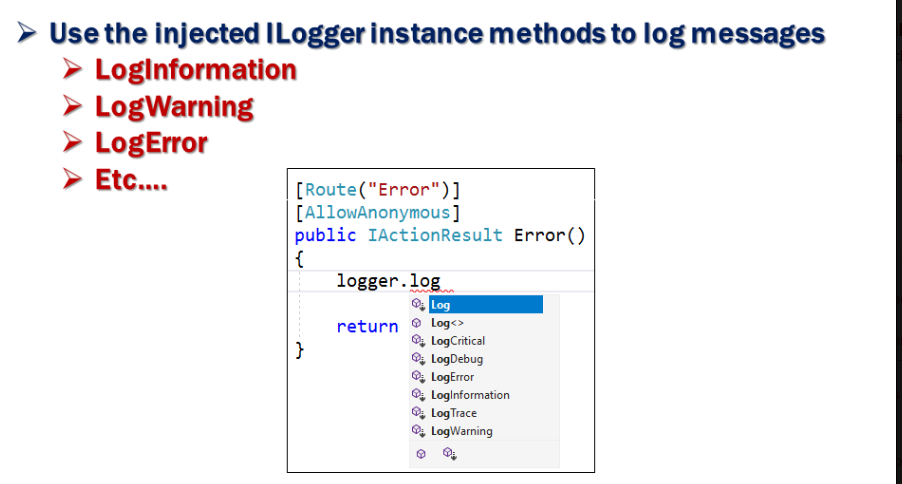 Use the injected ILogger instance methods to log messages
LogInformation
LogWarning
LogError
Etc....
[Route("Error")]
[AllowAnonymous]
public IActionResult Error()
{
logger.log
Log
Log<>
LogCritical
LogDebug
LogError
LogInformation
LogTrace
LogWarning
return
}